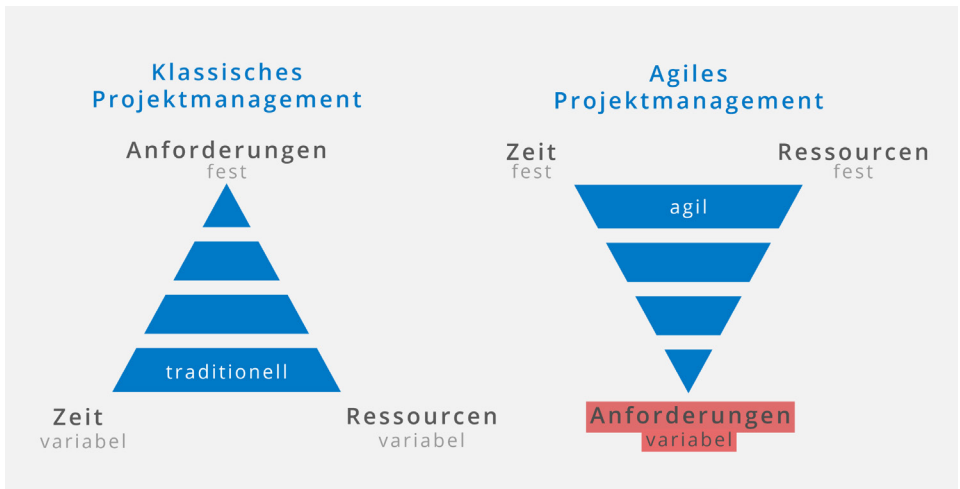 Klassisches
Projektmanagement
Anforderungen
fest
traditionell
Zeit
variabel
Ressourcen
variabel
Agiles
Projektmanagement
Zeit
fest
Ressourcen
fest
agil
Anforderungen
variabel